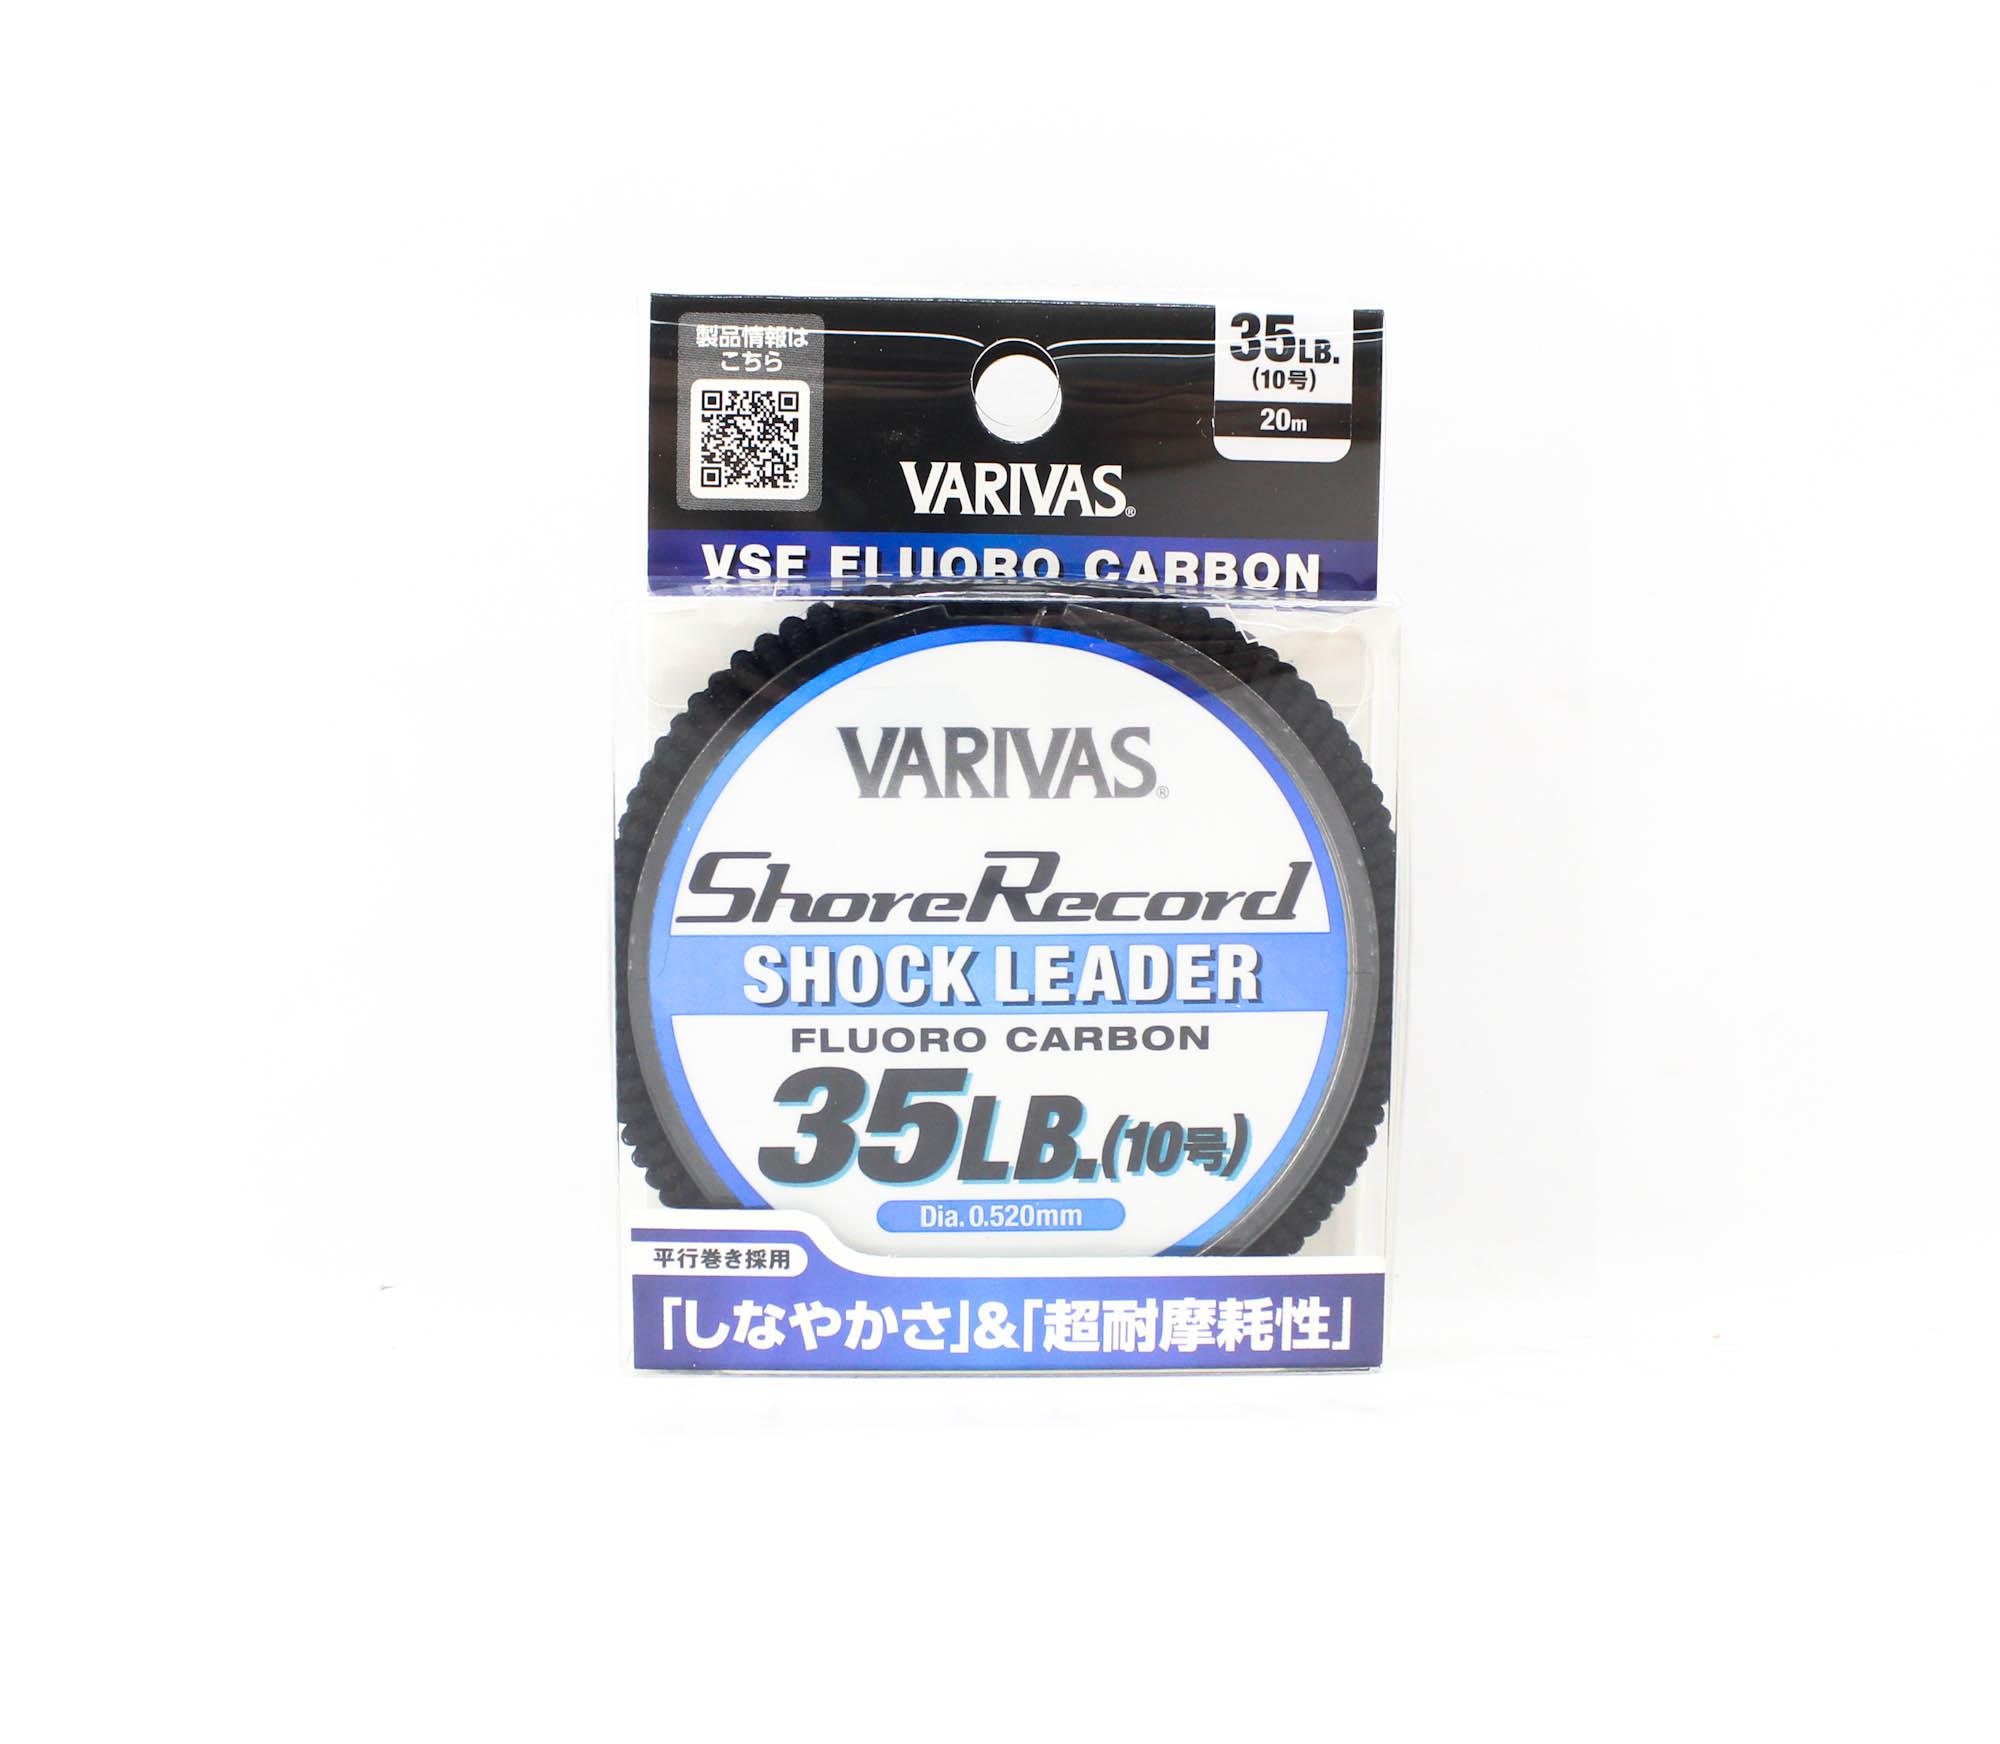 製品情報は
こちら
35LB.
(10号)
20m
VARIVAS®
VSF FLUORO CARBON
VARIVAS®
ShoreRecord
SHOCK LEADER
FLUORO CARBON
35LB.(10号)
Dia. 0.520mm
平行巻き採用
「しなやかさ」&「超耐摩耗性」